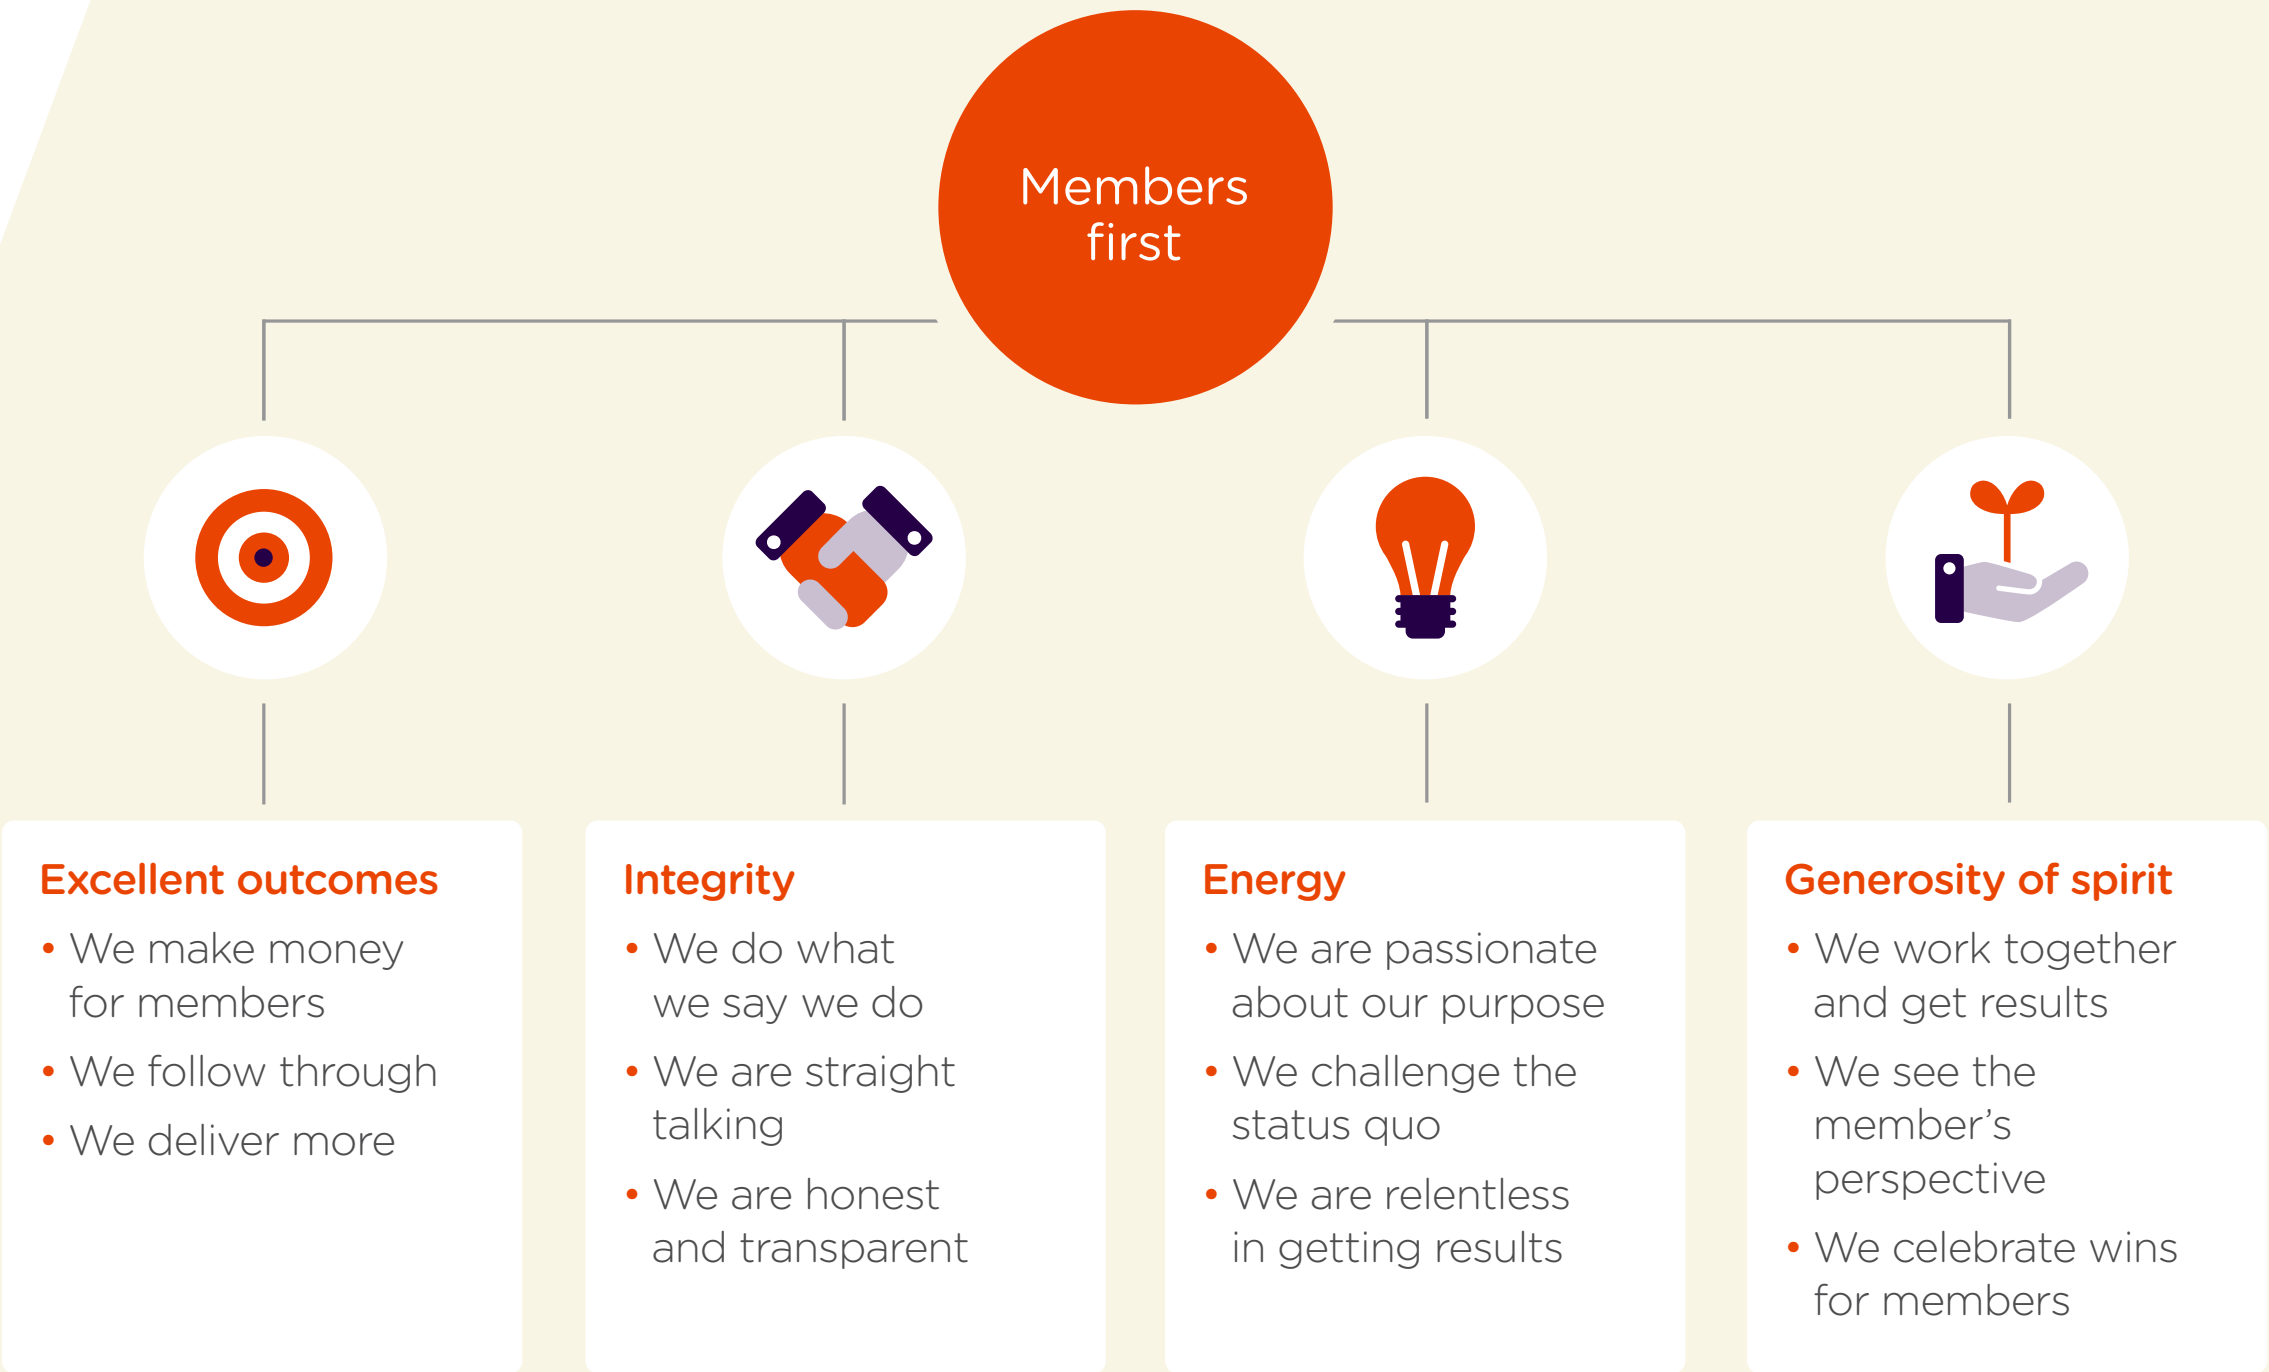 Members
first
Excellent outcomes
• We make money
for members
• We follow through
• We deliver more
Integrity
• We do what
we say we do
• We are straight
talking
• We are honest
and transparent
Energy
• We are passionate
about our purpose
• We challenge the
status quo
• We are relentless
in getting results
Generosity of spirit
• We work together
and get results
• We see the
member’s
perspective
• We celebrate wins
for members